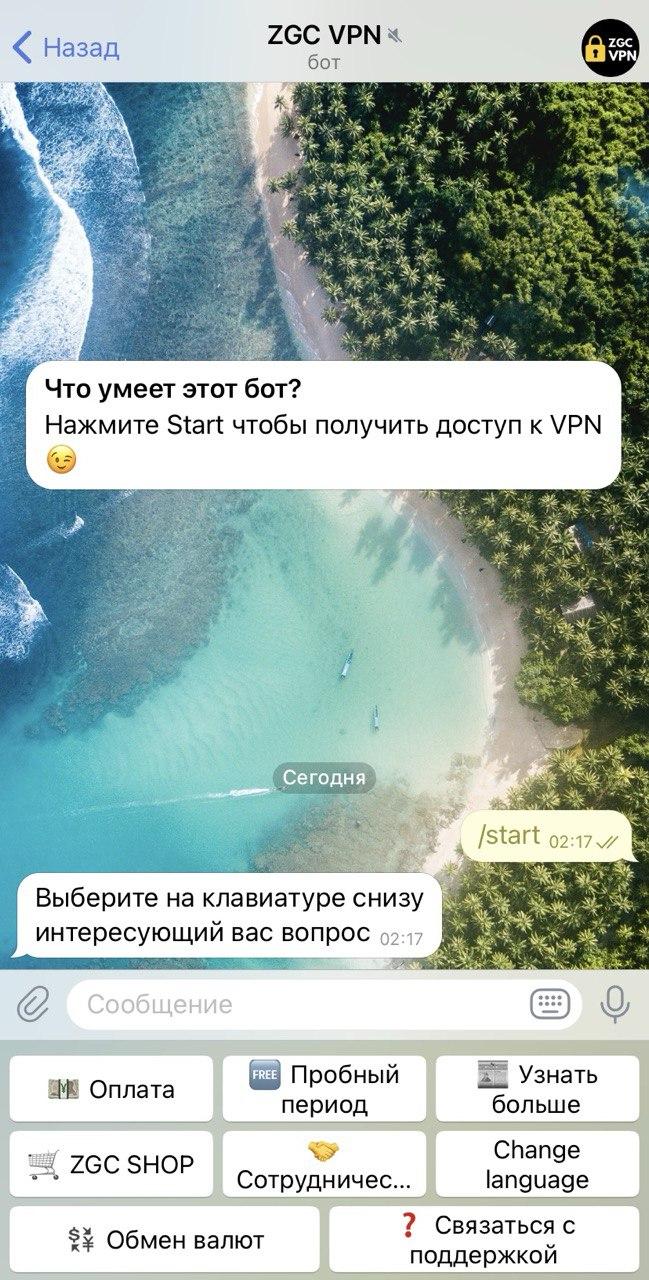 Назад
ZGC VPN
бот
ZGC
VPN
Что умеет этот бот?
Нажмите Start чтобы получить доступ к VPN
😉
Сегодня
/start 02:17
Выберите на клавиатуре снизу
интересующий вас вопрос 02:17
Сообщение
💴 Оплата
🆓 Пробный
период
📰 Узнать
больше
🛒 ZGC SHOP
🤝
Сотрудничес...
Change
language
💱 Обмен валют
❓ Связаться с
поддержкой